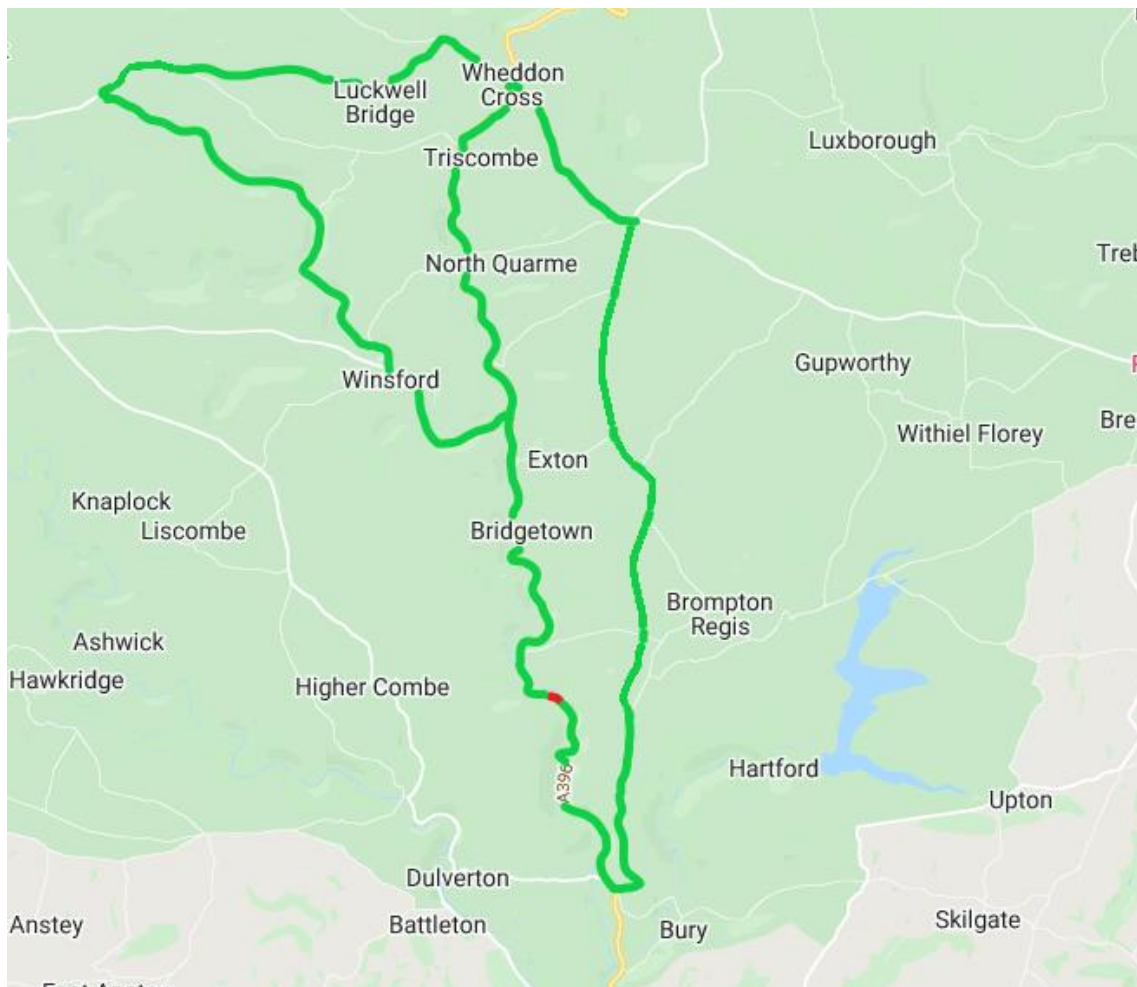 Wheddon
Cross
Luckwell
Bridge
Luxborough
Triscombe
North Quarme
Treb
Gupworthy
Winsford
Bre
Withiel Florey
Exton
Knaplock
Liscombe
Bridgetown
Brompton
Regis
Ashwick
Hawkridge
Higher Combe
Hartford
A396
Upton
Dulverton
Anstey
Battleton
Bury
Skilgate